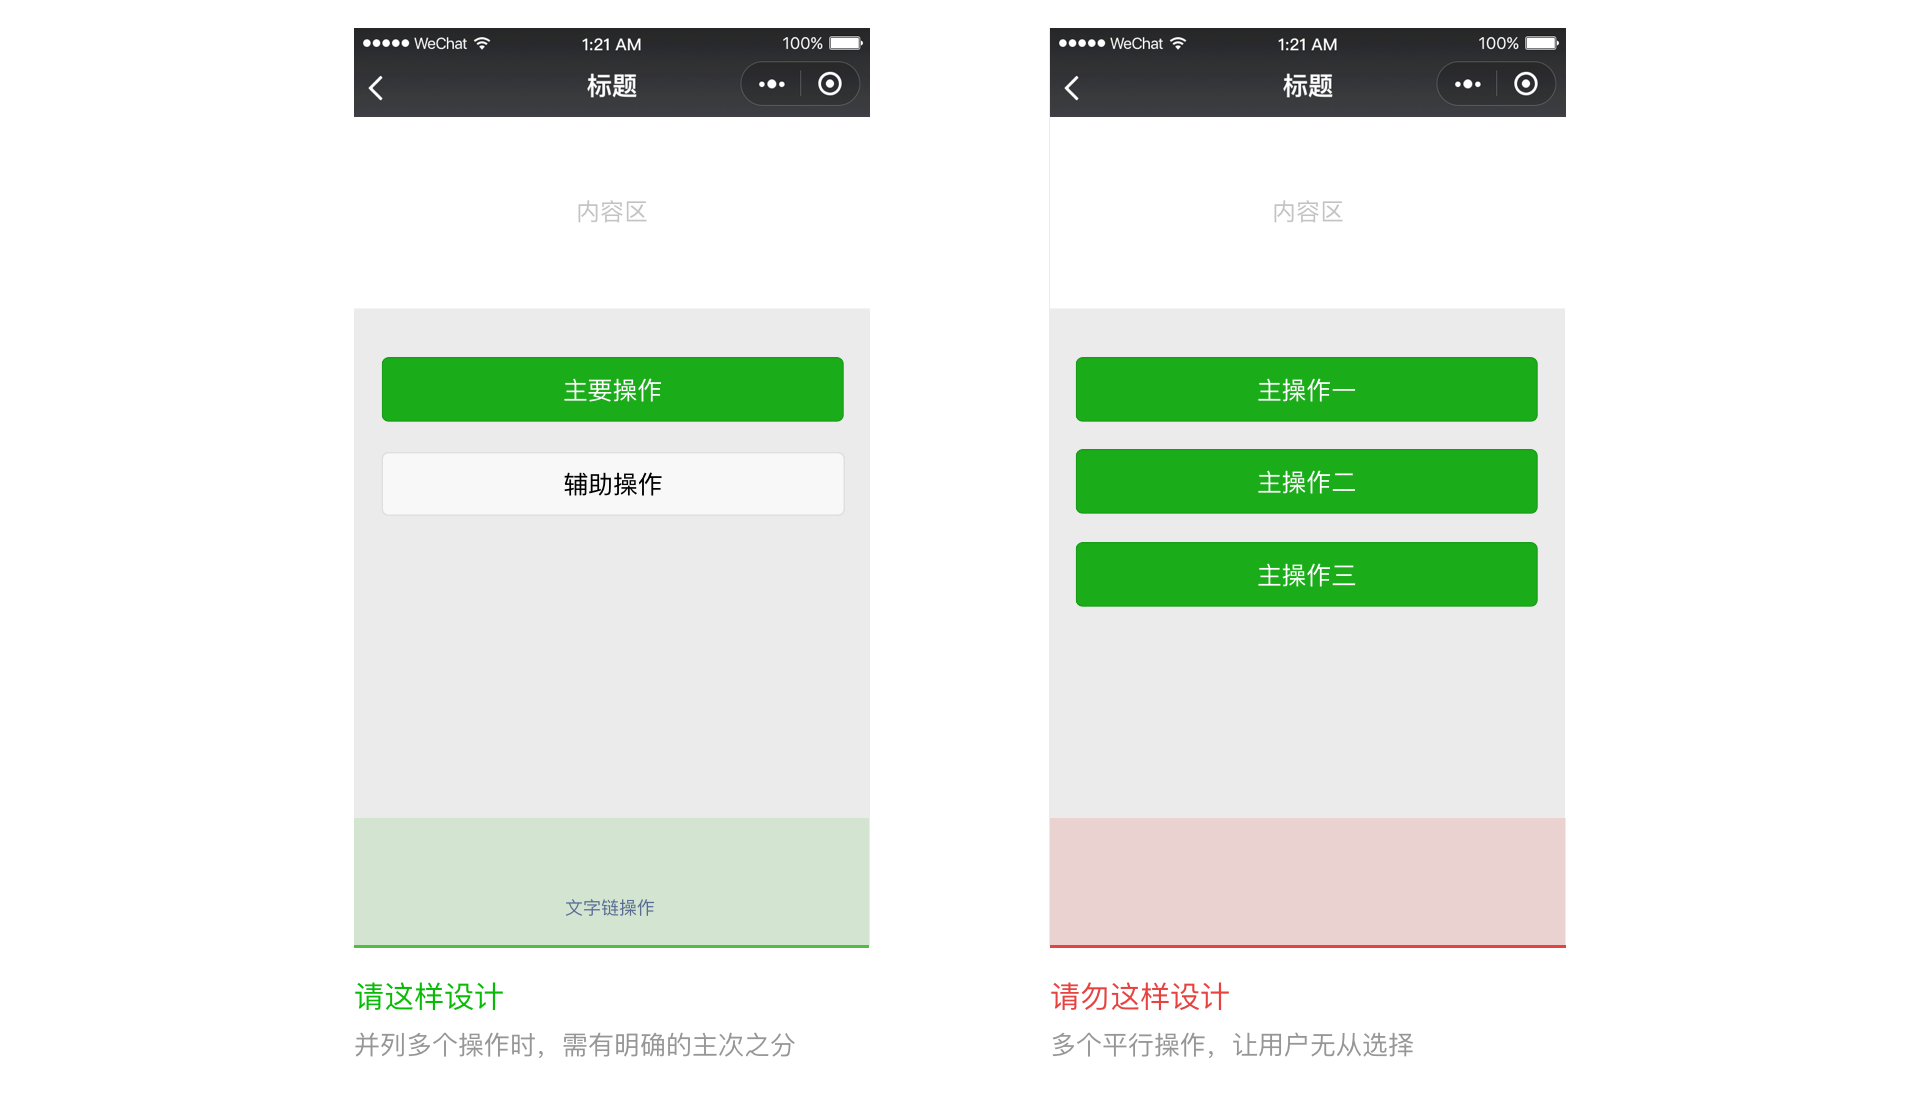 WeChat 1:21 AM 100%
标题
内容区
主要操作
辅助操作
文字链操作
请这样设计
并列多个操作时，需有明确的主次之分
WeChat 1:21 AM 100%
标题
内容区
主操作一
主操作二
主操作三
请勿这样设计
多个平行操作，让用户无从选择